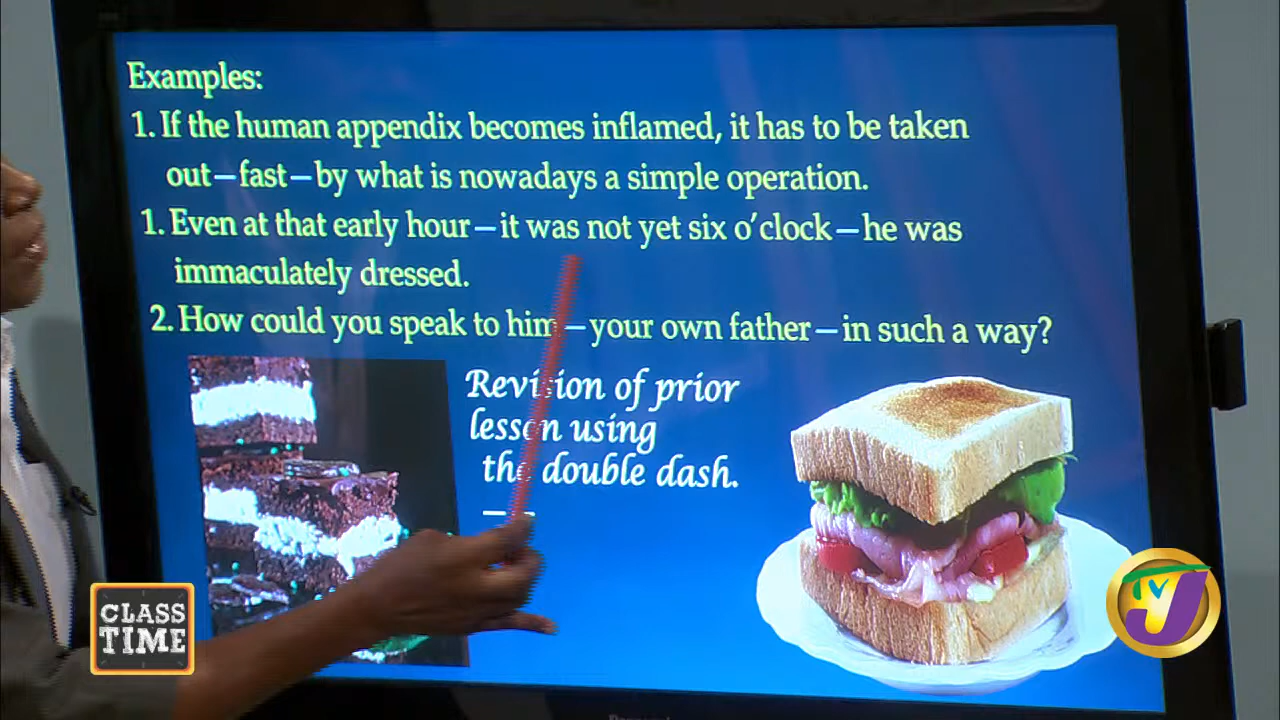 Examples:
1. If the human appendix becomes inflamed, it has to be taken
out—fast—by what is nowadays a simple operation.
1. Even at that early hour—it was not yet six o'clock—he was
immaculately dressed.
2. How could you speak to him—your own father—in such a way?
Revision of prior
lesson using
the double dash.
— –
CLASS
TIME
TVJ